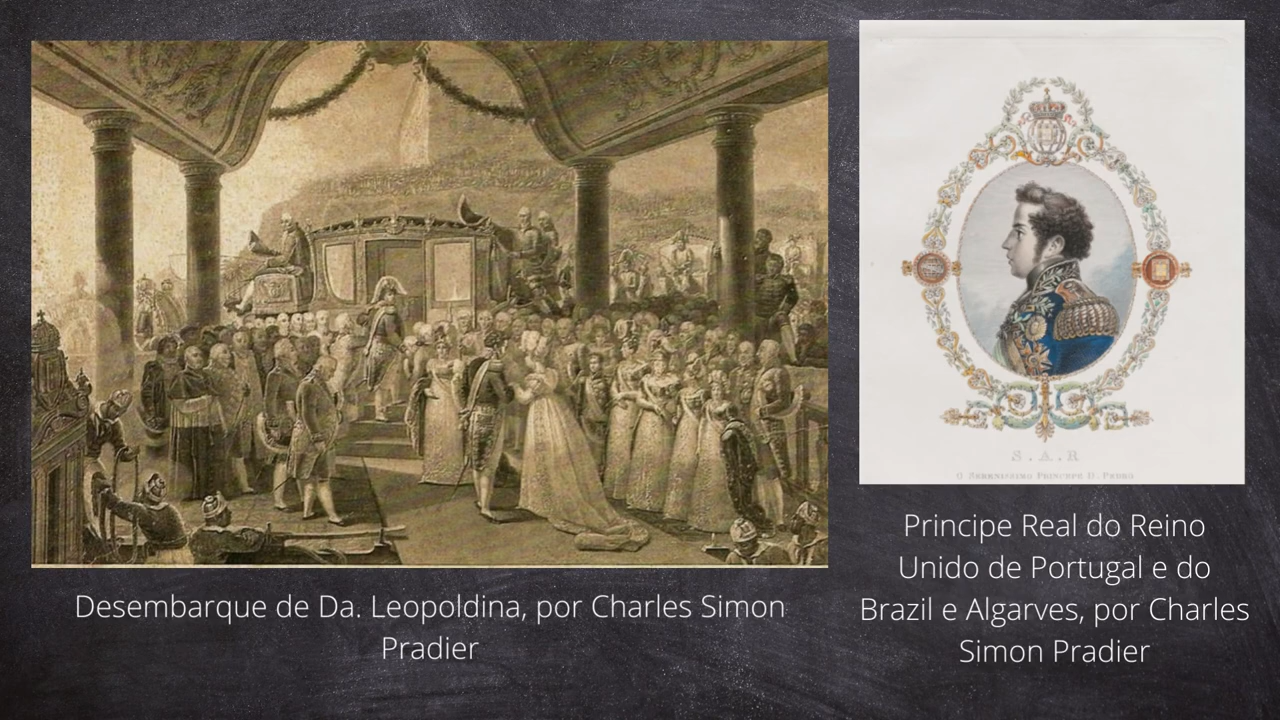 Desembarque de Da. Leopoldina, por Charles Simon
Pradier
S.A.R
O Serenissimo Principe D. Pedro
Principe Real do Reino
Unido de Portugal e do
Brazil e Algarves, por Charles
Simon Pradier